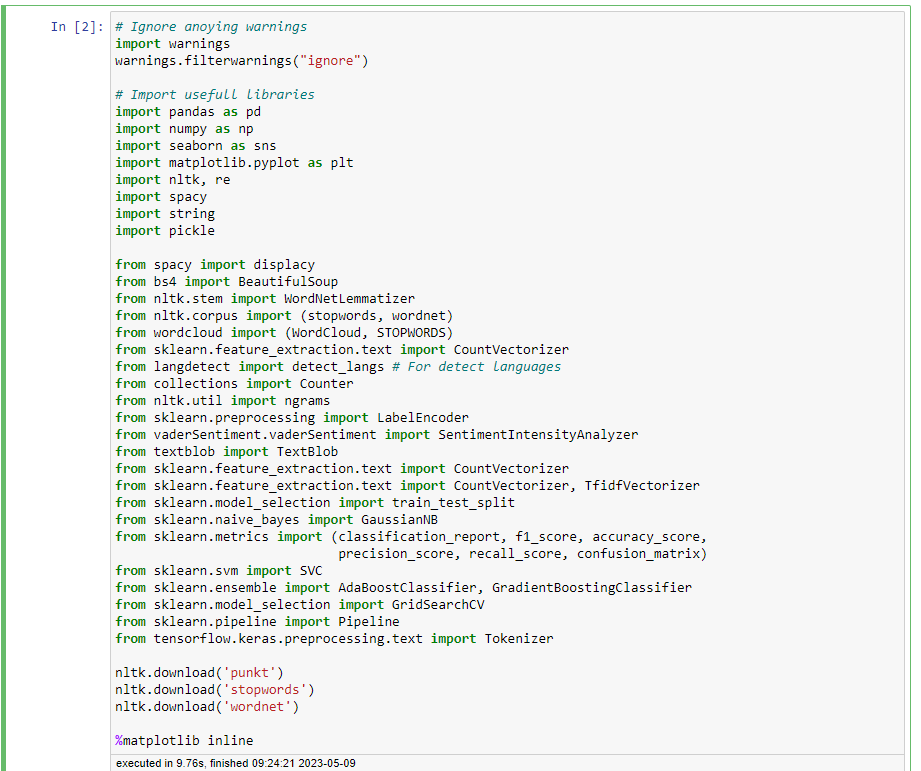 In [2]:
# Ignore anoying warnings
import warnings
warnings.filterwarnings("ignore")
# Import usefull libraries
import pandas as pd
import numpy as np
import seaborn as sns
import matplotlib.pyplot as plt
import nltk, re
import spacy
import string
import pickle
from spacy import displacy
from bs4 import BeautifulSoup
from nltk.stem import WordNetLemmatizer
from nltk.corpus import (stopwords, wordnet)
from wordcloud import (WordCloud, STOPWORDS)
from sklearn.feature_extraction.text import CountVectorizer
from langdetect import detect_langs # For detect languages
from collections import Counter
from nltk.util import ngrams
from sklearn.preprocessing import LabelEncoder
from vaderSentiment.vaderSentiment import SentimentIntensityAnalyzer
from textblob import TextBlob
from sklearn.feature_extraction.text import CountVectorizer
from sklearn.feature_extraction.text import CountVectorizer, TfidfVectorizer
from sklearn.model_selection import train_test_split
from sklearn.naive_bayes import GaussianNB
from sklearn.metrics import (classification_report, f1_score, accuracy_score,
precision_score, recall_score, confusion_matrix)
from sklearn.svm import SVC
from sklearn.ensemble import AdaBoostClassifier, GradientBoostingClassifier
from sklearn.model_selection import GridSearchCV
from sklearn.pipeline import Pipeline
from tensorflow.keras.preprocessing.text import Tokenizer
nltk.download('punkt')
nltk.download('stopwords')
nltk.download('wordnet')
%matplotlib inline
executed in 9.76s, finished 09:24:21 2023-05-09